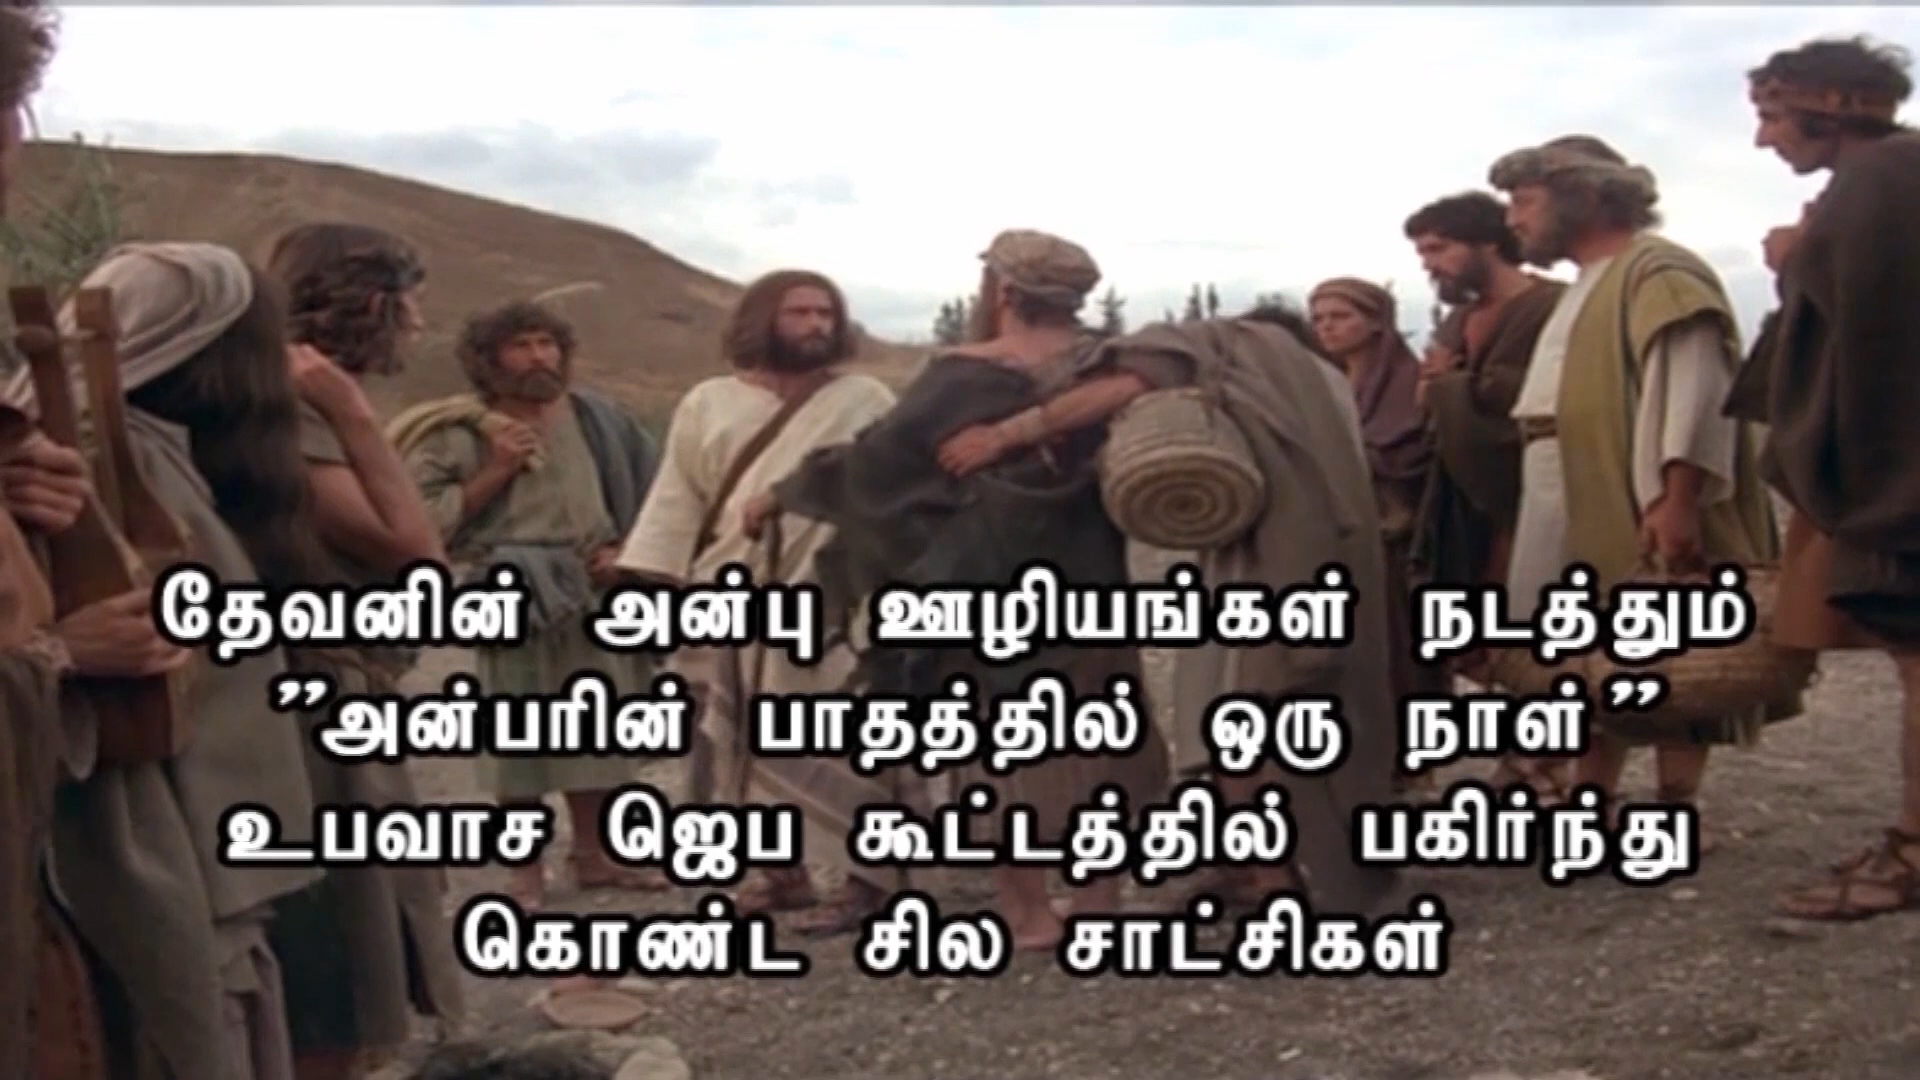 தேவனின் அன்பு ஊழியங்கள் நடத்தும்
”அன்பரின் பாதத்தில் ஒரு நாள்”
உபவாச ஜெப கூட்டத்தில் பகிர்ந்து
கொண்ட சில சாட்சிகள்